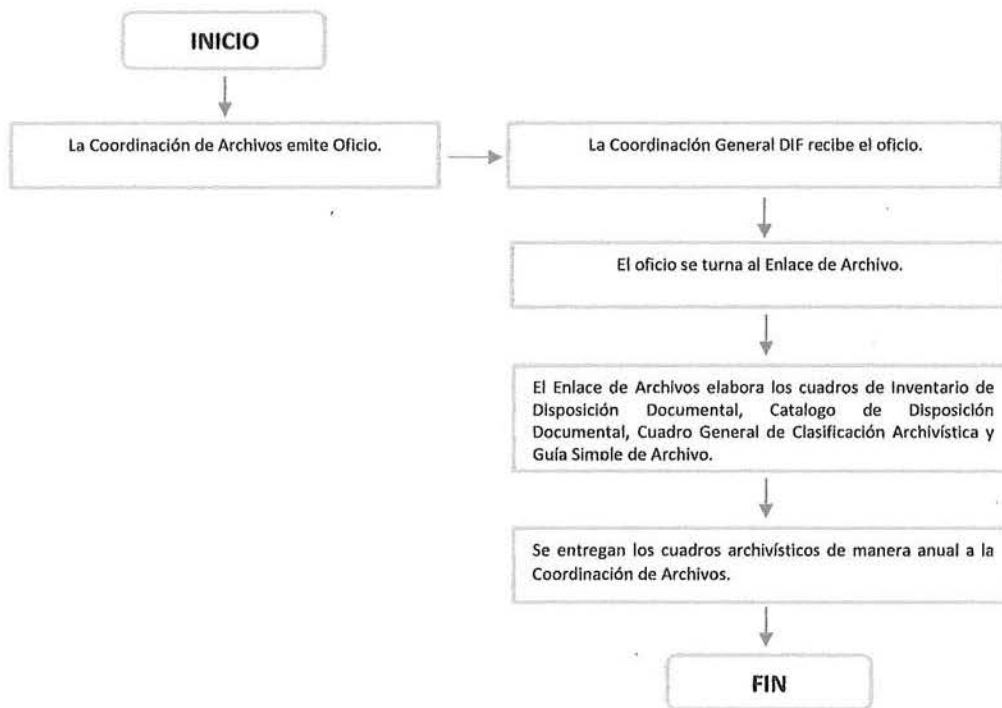 INICIO
La Coordinación de Archivos emite Oficio.
La Coordinación General DIF recibe el oficio.
El oficio se turna al Enlace de Archivo.
El Enlace de Archivos elabora los cuadros de Inventario de
Disposición Documental, Catalogo de Disposición
Documental, Cuadro General de Clasificación Archivística y
Guía Simple de Archivo.
Se entregan los cuadros archivísticos de manera anual a la
Coordinación de Archivos.
FIN